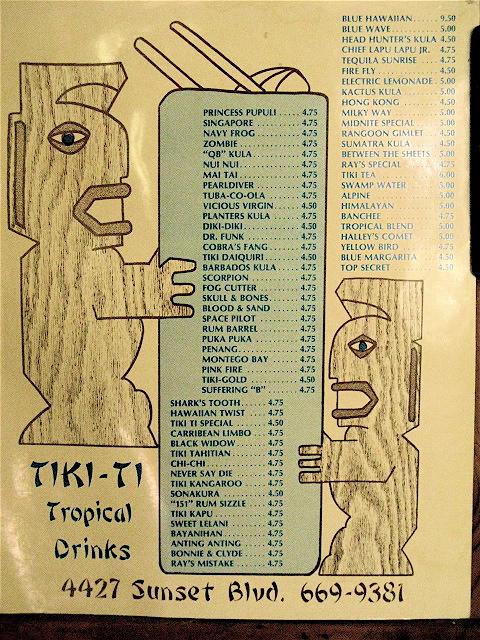 BLUE HAWAIIAN...... 9.50
BLUE WAVE............ 5.00
HEAD HUNTER'S KULA 4.50
CHIEF LAPU LAPU JR. 4.75
TEQUILA SUNRISE .... 4.75
FIRE FLY ............... 4.50
ELECTRIC LEMONADE. 5.00
KACTUS KULA ......... 5.00
HONG KONG .......... 4.50
MILKY WAY............ 5.00
MIDNITE SPECIAL ..... 5.00
RANGOON GIMLET ... 4.50
SUMATRA KULA ....... 4.50
BETWEEN THE SHEETS . 5.00
RAY'S SPECIAL ........ 4.75
TIKI TEA ............... 6.00
SWAMP WATER........ 5.00
ALPINE ................ 5.00
HIMALAYAN .......... 5.00
BANCHEE ............. 4.75
TROPICAL BLEND ..... 5.00
HALLEY'S COMET ..... 5.00
YELLOW BIRD ......... 4.75
BLUE MARGARITA..... 4.50
TOP SECRET........... 4.50
PRINCESS PUPULI ..... 4.75
SINGAPORE ........... 4.75
NAVY FROG .......... 4.75
ZOMBIE ............... 4.75
"QB" KULA ............ 4.75
NUI NUI............... 4.75
MAI TAI ............... 4.75
PEARLDIVER ........... 4.75
TUBA-CO-OLA ......... 4.75
VICIOUS VIRGIN....... 4.50
PLANTERS KULA ....... 4.75
DIKI-DIKI .............. 4.50
DR. FUNK ............. 4.75
COBRA'S FANG........ 4.75
TIKI DAIQUIRI ......... 4.50
BARBADOS KULA ...... 4.75
SCORPION ............ 4.75
FOG CUTTER .......... 4.75
SKULL & BONES........ 4.75
BLOOD & SAND ....... 4.75
SPACE PILOT .......... 4.75
RUM BARREL .......... 4.75
PUKA PUKA ........... 4.75
PENANG............... 4.75
MONTEGO BAY ....... 4.75
PINK FIRE ............. 4.75
TIKI-GOLD ............ 4.50
SUFFERING "B" ........ 4.75
SHARK'S TOOTH....... 4.75
HAWAIIAN TWIST ..... 4.75
TIKI TI SPECIAL ........ 4.50
CARRIBEAN LIMBO .... 4.75
BLACK WIDOW ....... 4.75
TIKI TAHITIAN ........ 4.75
CHI-CHI ............... 4.75
NEVER SAY DIE ........ 4.75
TIKI KANGAROO ...... 4.75
SONAKURA ........... 4.50
"151" RUM SIZZLE ..... 4.75
TIKI KAPU ............. 4.75
SWEET LELANI ......... 4.75
BAYANIHAN .......... 4.75
ANTING ANTING ...... 4.75
BONNIE & CLYDE ...... 4.75
RAY'S MISTAKE ........ 4.75
TIKI-TI
Tropical
Drinks
4427 Sunset Blvd. 669-9381